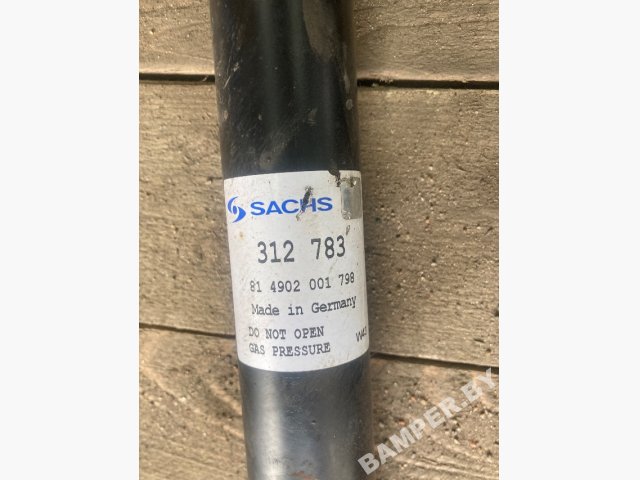 SACHS
312 783
81 4902 001 798
Made in Germany
DO NOT OPEN
GAS PRESSURE
BAMPER.BY